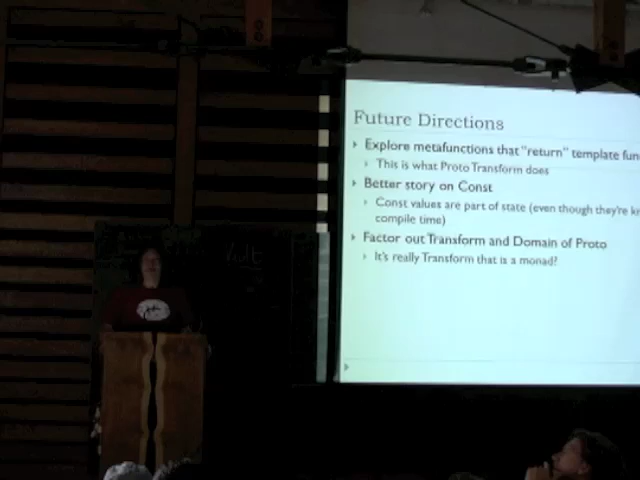 Future Directions
Explore metafunctions that "return" template fun
This is what Proto Transform does
Better story on Const
Const values are part of state (even though they're k
compile time)
Factor out Transform and Domain of Proto
It's really Transform that is a monad?